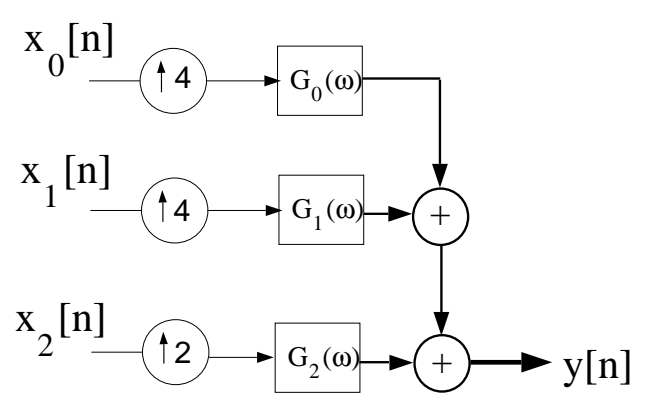 x₀[n]
↑4
G₀(ω)
x₁[n]
↑4
G₁(ω)
+
x₂[n]
↑2
G₂(ω)
+
y[n]